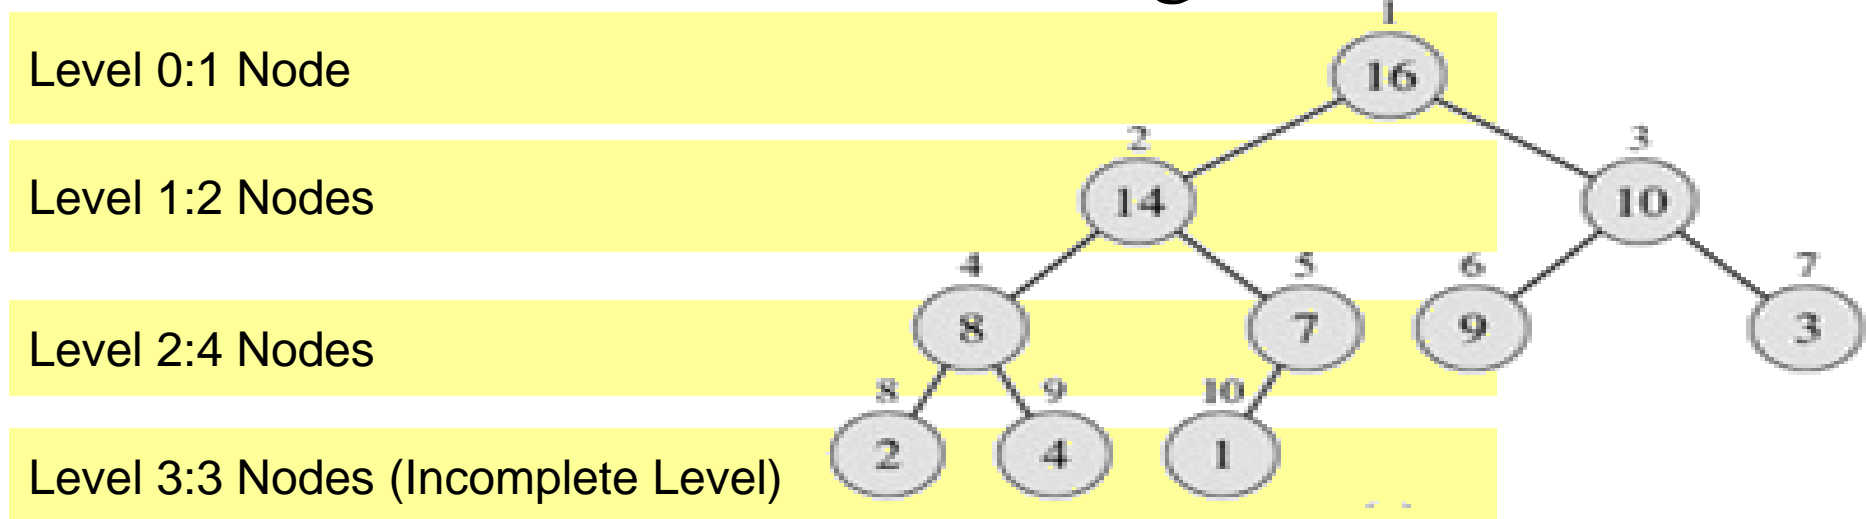 1
Level 0:1 Node 16
2 3
Level 1:2 Nodes 14 10
4 5 6 7
Level 2:4 Nodes 8 7 9 3
8 9 10
Level 3:3 Nodes (Incomplete Level) 2 4 1